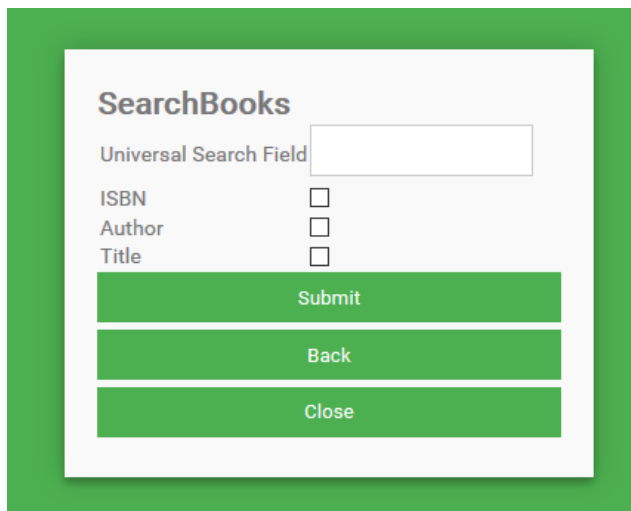 SearchBooks
Universal Search Field
ISBN
Author
Title
Submit
Back
Close